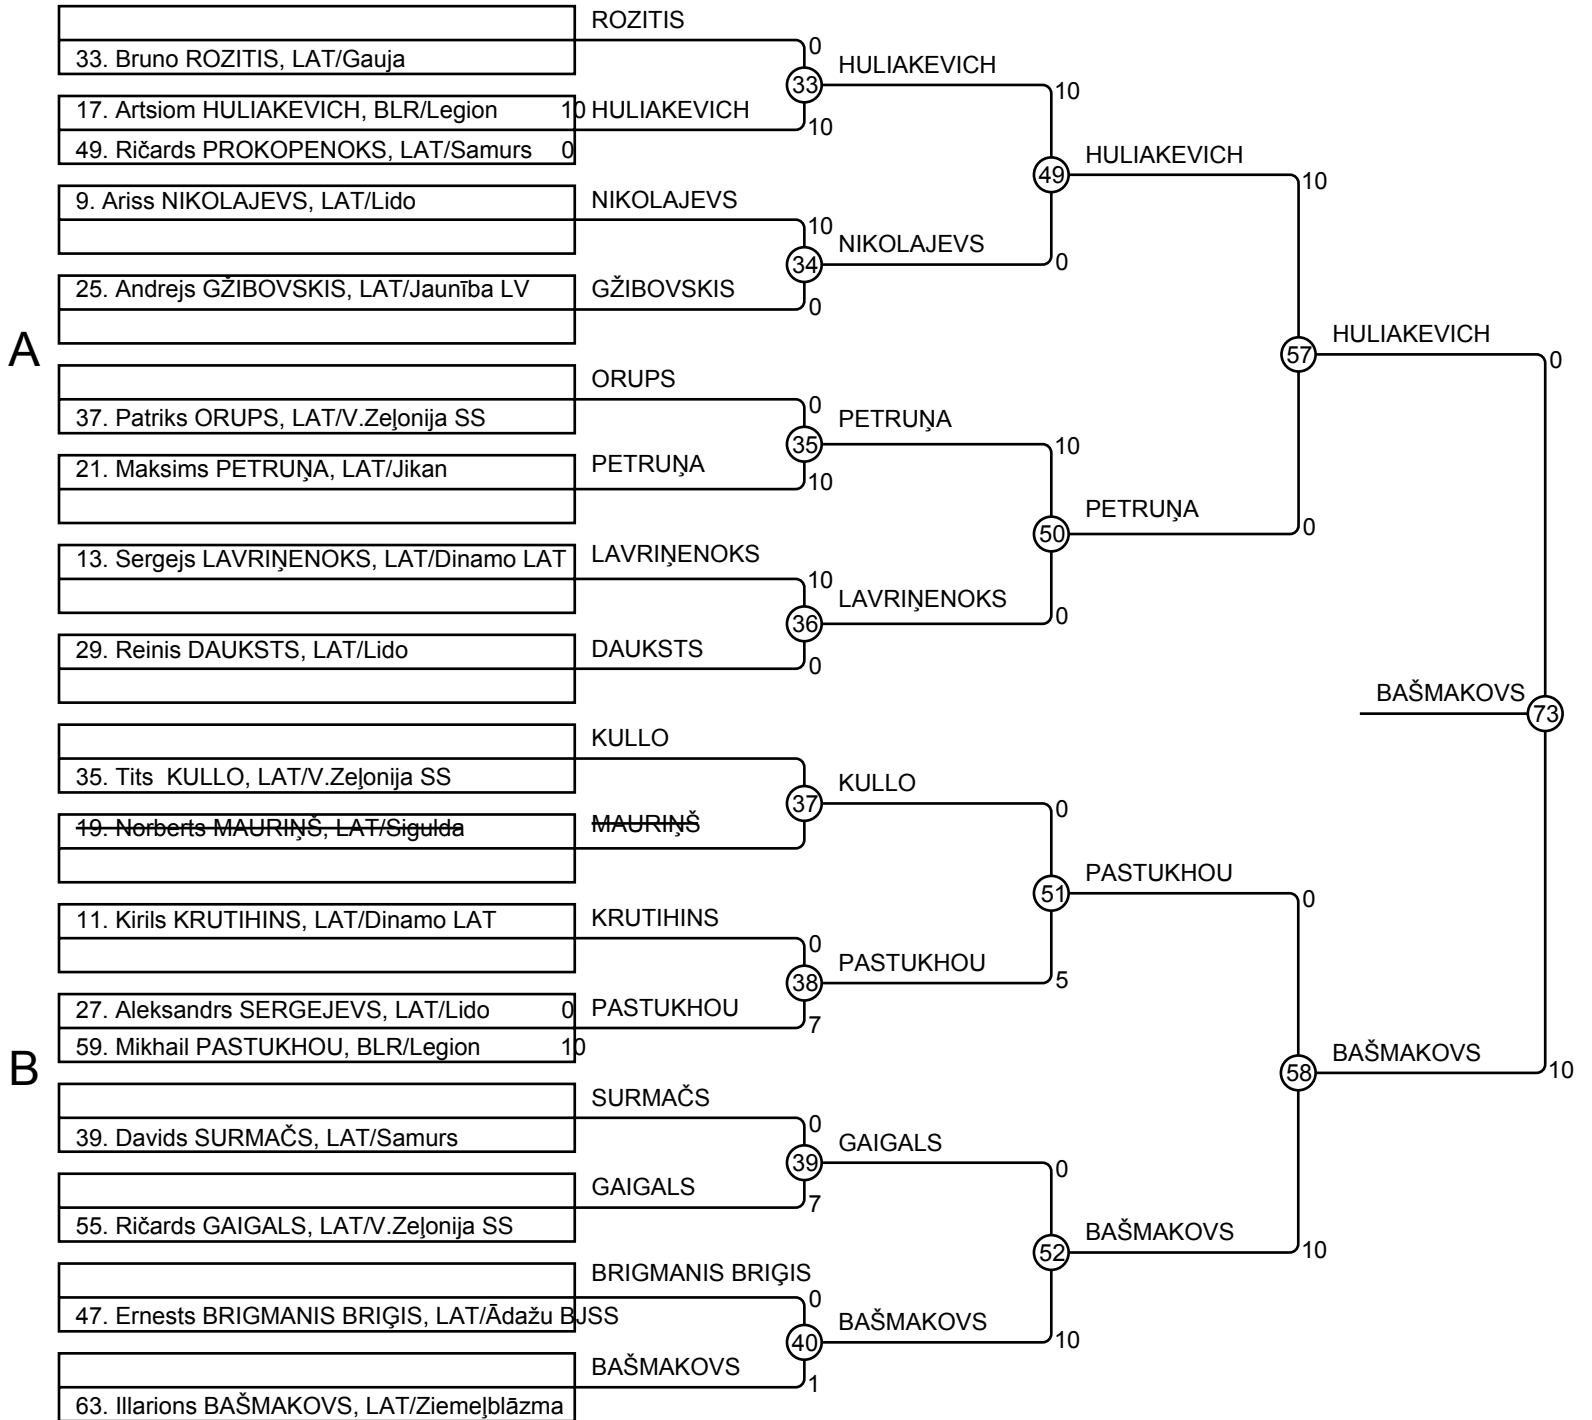 ROZITIS
33. Bruno ROZITIS, LAT/Gauja
0
33
HULIAKEVICH
17. Artsiom HULIAKEVICH, BLR/Legion 10
HULIAKEVICH
10
10
49. Ričards PROKOPENOKS, LAT/Samurs 0
49
HULIAKEVICH
10
9. Ariss NIKOLAJEVS, LAT/Lido
NIKOLAJEVS
10
34
NIKOLAJEVS
0
25. Andrejs GŽIBOVSKIS, LAT/Jaunība LV
GŽIBOVSKIS
0
A
57
HULIAKEVICH
0
ORUPS
37. Patriks ORUPS, LAT/V.Zeļonija SS
0
35
PETRUŅA
10
21. Maksims PETRUŅA, LAT/Jikan
PETRUŅA
10
50
PETRUŅA
0
13. Sergejs LAVRIŅENOKS, LAT/Dinamo LAT
LAVRIŅENOKS
10
36
LAVRIŅENOKS
0
29. Reinis DAUKSTS, LAT/Lido
DAUKSTS
0
BAŠMAKOVS
73
KULLO
35. Tits KULLO, LAT/V.Zeļonija SS
37
KULLO
0
19. Norberts MAURIŅŠ, LAT/Sigulda
MAURIŅŠ
51
PASTUKHOU
0
11. Kirils KRUTIHINS, LAT/Dinamo LAT
KRUTIHINS
0
38
PASTUKHOU
5
27. Aleksandrs SERGEJEVS, LAT/Lido 0
PASTUKHOU
7
59. Mikhail PASTUKHOU, BLR/Legion 10
B
58
BAŠMAKOVS
10
SURMAČS
39. Davids SURMAČS, LAT/Samurs
0
39
GAIGALS
0
GAIGALS
7
55. Ričards GAIGALS, LAT/V.Zeļonija SS
52
BAŠMAKOVS
10
BRIGMANIS BRIĢIS
47. Ernests BRIGMANIS BRIĢIS, LAT/Ādažu BJSS
0
40
BAŠMAKOVS
10
BAŠMAKOVS
1
63. Illarions BAŠMAKOVS, LAT/Ziemeļblāzma